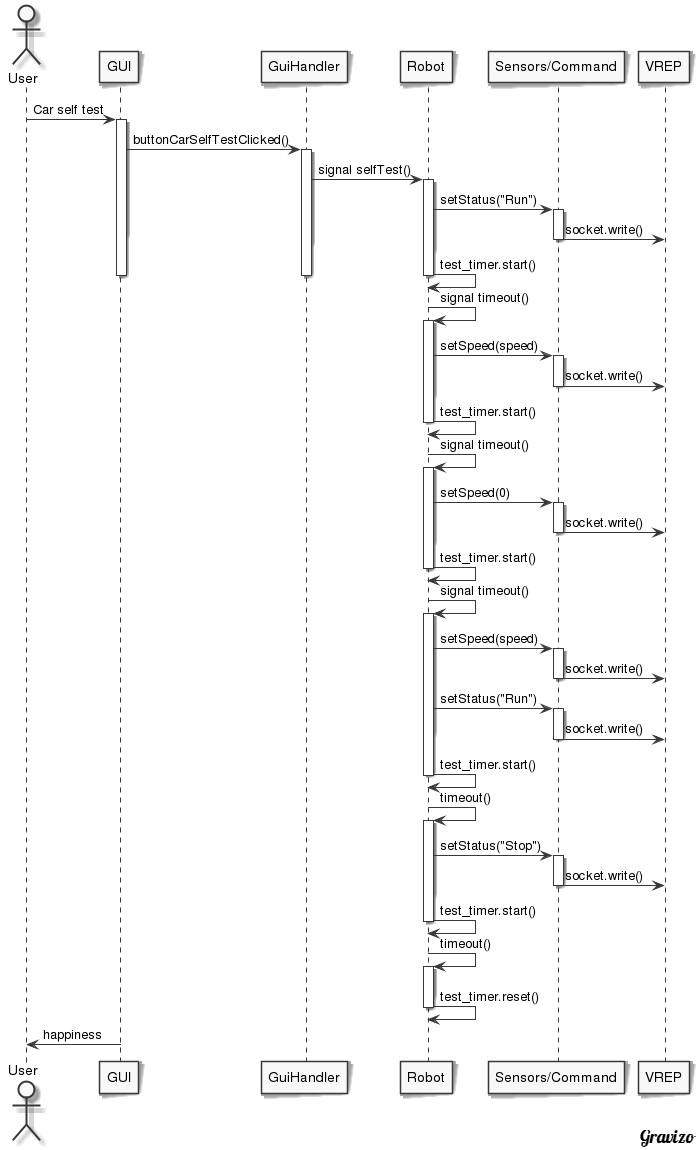 User
GUI
GuiHandler
Robot
Sensors/Command
VREP
Car self test
buttonCarSelfTestClicked()
signal selfTest()
setStatus("Run")
socket.write()
test_timer.start()
signal timeout()
setSpeed(speed)
socket.write()
test_timer.start()
signal timeout()
setSpeed(0)
socket.write()
test_timer.start()
signal timeout()
setSpeed(speed)
socket.write()
setStatus("Run")
socket.write()
test_timer.start()
timeout()
setStatus("Stop")
socket.write()
test_timer.start()
timeout()
test_timer.reset()
happiness
User
GUI
GuiHandler
Robot
Sensors/Command
VREP
Gravizo